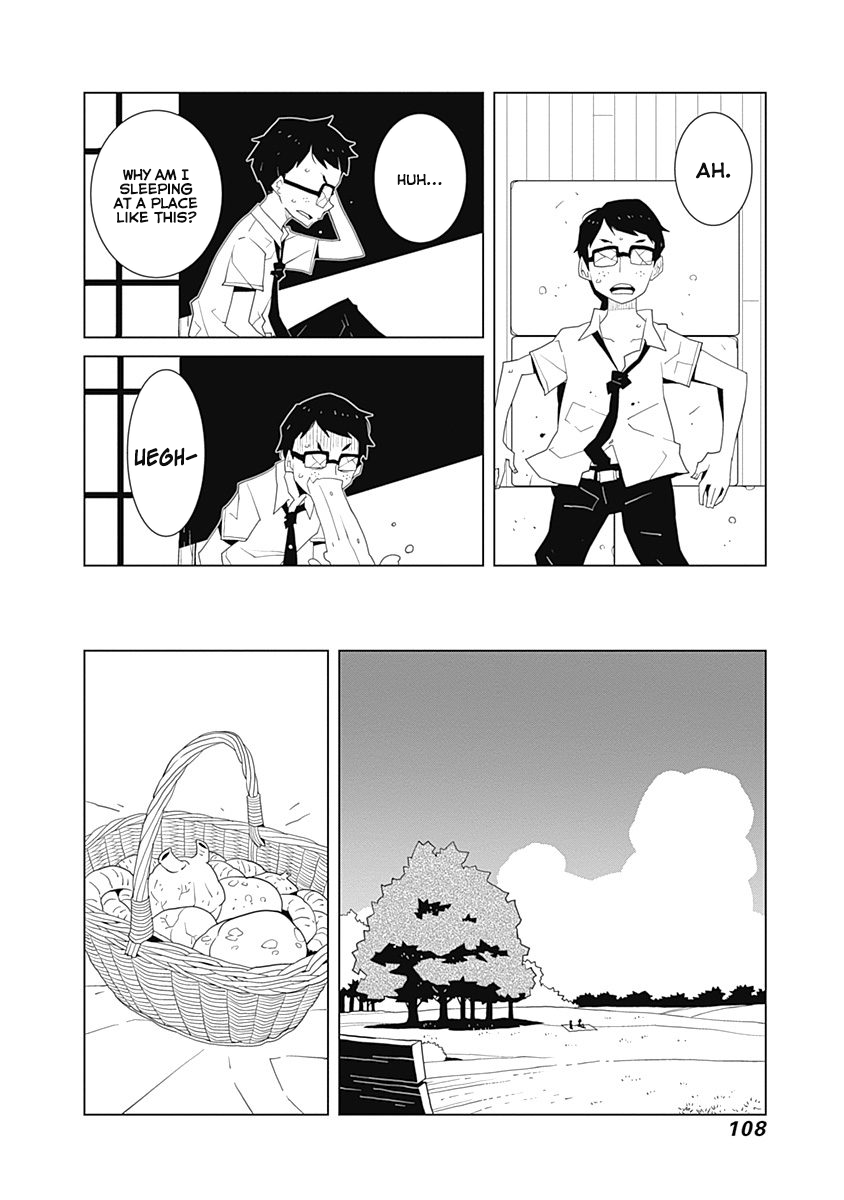 AH.
HUH...
WHY AM I
SLEEPING
AT A PLACE
LIKE THIS?
UEGH-
108